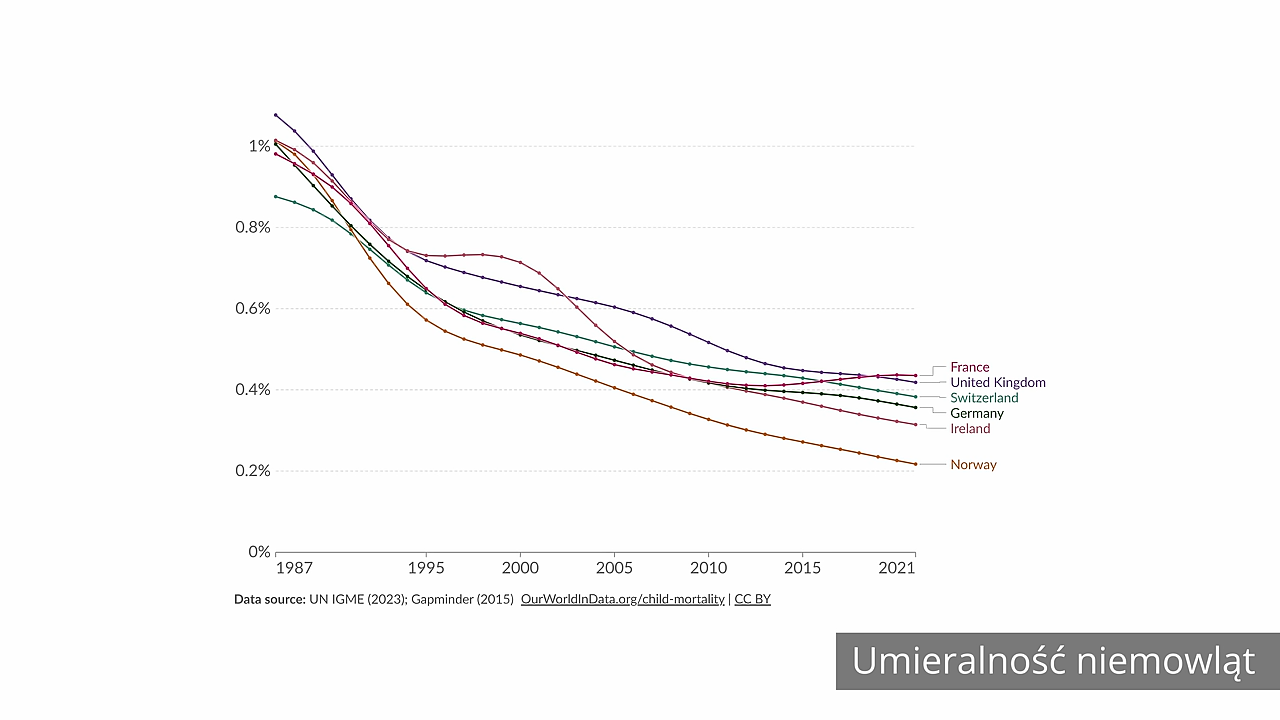 1%
0.8%
0.6%
0.4%
0.2%
0%
1987 1995 2000 2005 2010 2015 2021
France
United Kingdom
Switzerland
Germany
Ireland
Norway
Data source: UN IGME (2023); Gapminder (2015) OurWorldInData.org/child-mortality | CC BY
Umieralność niemowląt